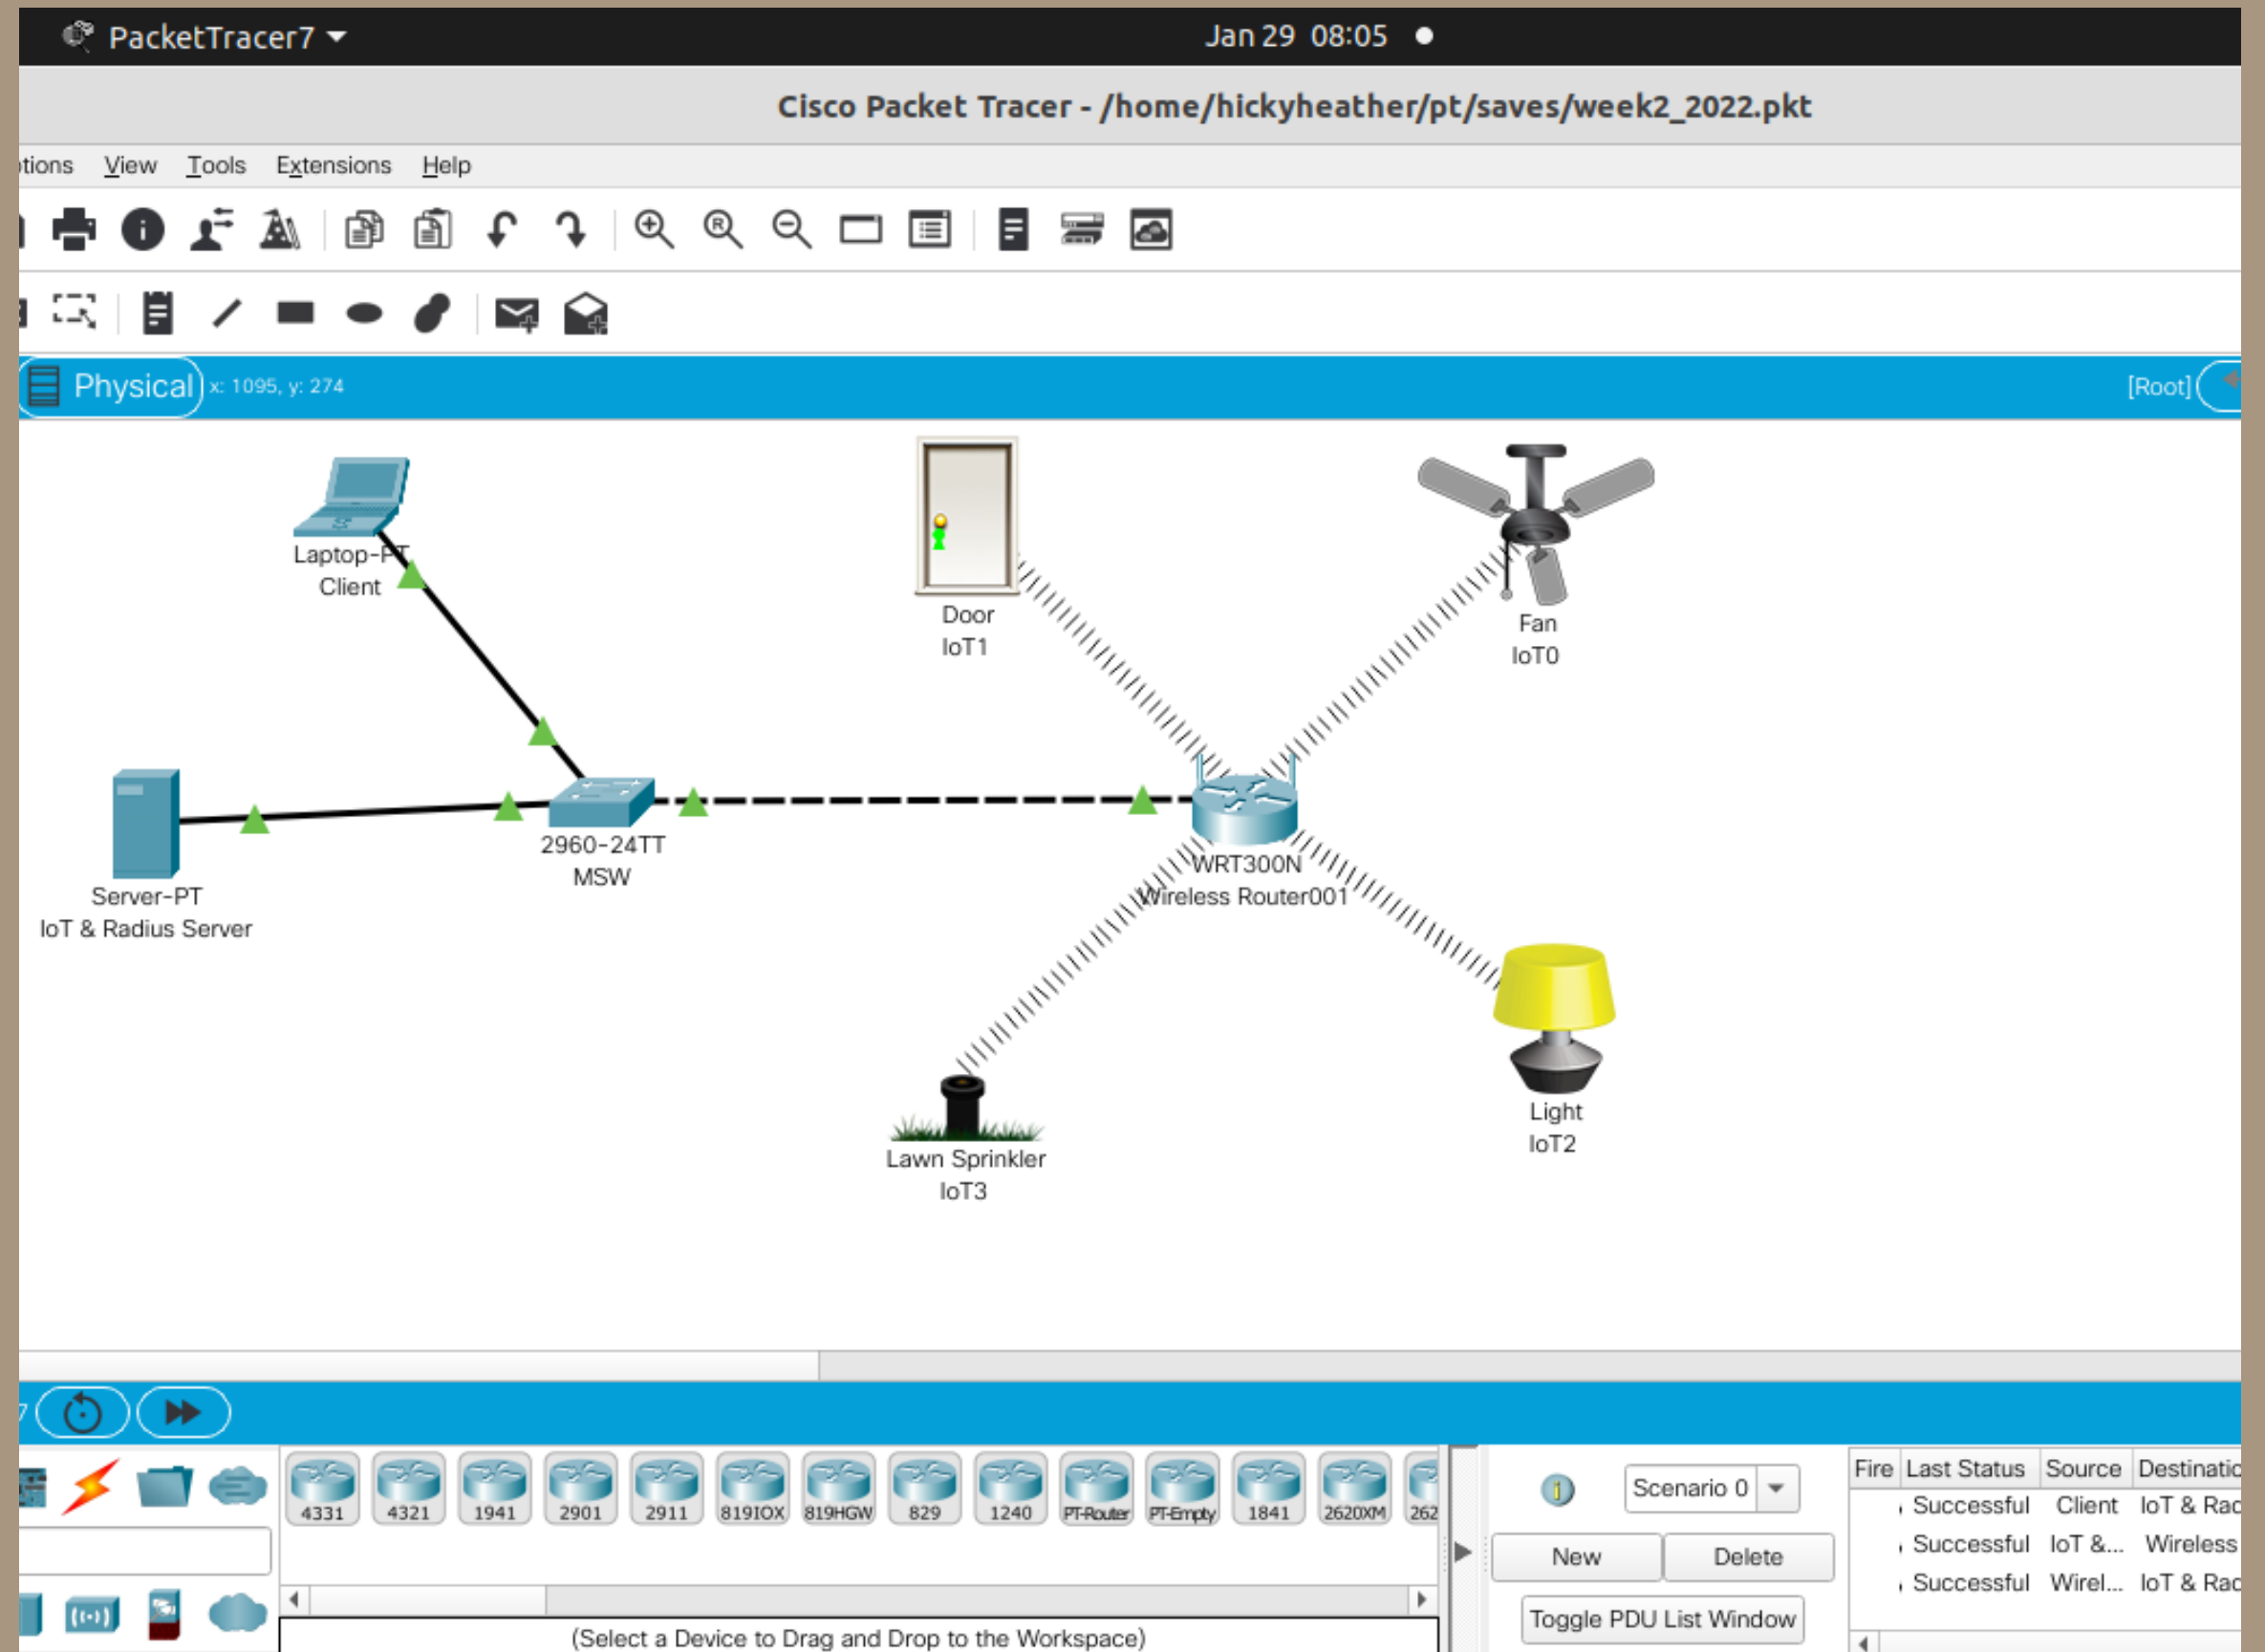 PacketTracer7
Jan 29 08:05
Cisco Packet Tracer - /home/hickyheather/pt/saves/week2_2022.pkt
tions View Tools Extensions Help
Physical x: 1095, y: 274
[Root]
Laptop-PT
Client
Door
IoT1
Fan
IoT0
2960-24TT
MSW
Server-PT
IoT & Radius Server
WRT300N
Wireless Router001
Lawn Sprinkler
IoT3
Light
IoT2
4331 4321 1941 2901 2911 819IOX 819HGW 829 1240 PT-Router PT-Empty 1841 2620XM 262
(Select a Device to Drag and Drop to the Workspace)
Scenario 0
New Delete
Toggle PDU List Window
Fire Last Status Source Destinatio
Successful Client IoT & Rad
Successful IoT &... Wireless
Successful Wirel... IoT & Rad